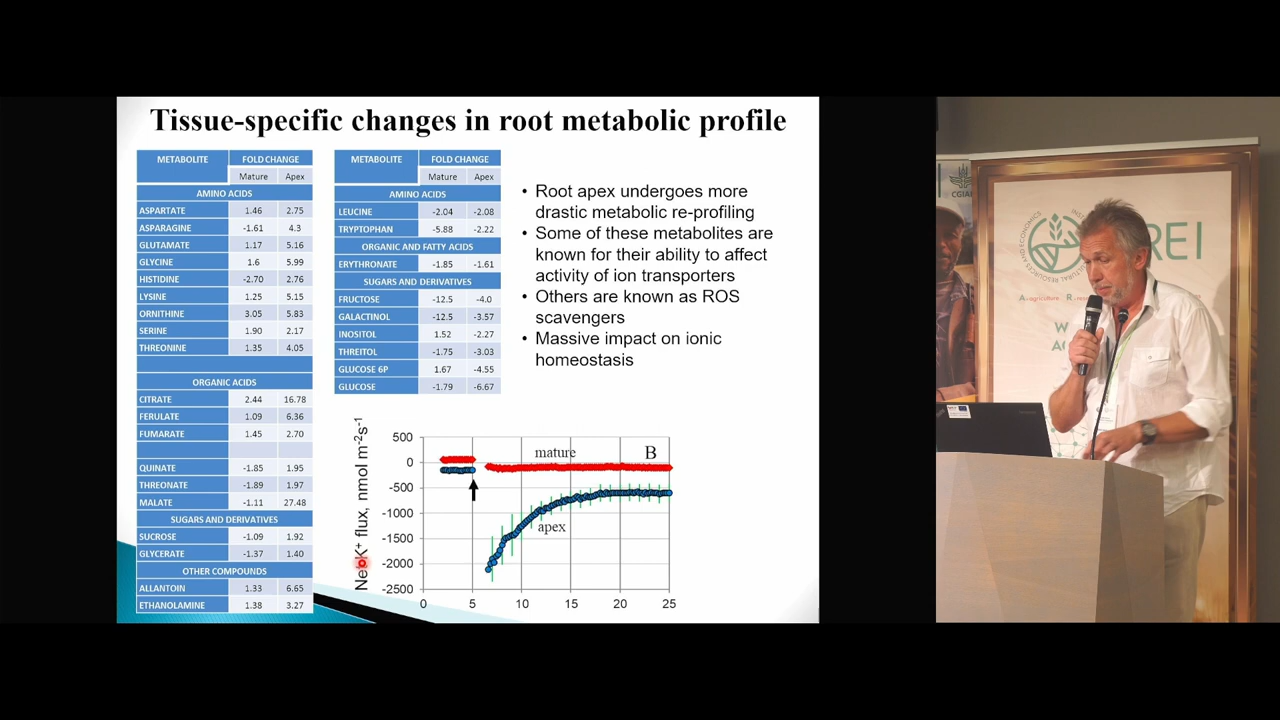 Tissue-specific changes in root metabolic profile
METABOLITE FOLD CHANGE
Mature Apex
AMINO ACIDS
ASPARTATE 1.46 2.75
ASPARAGINE -1.61 4.3
GLUTAMATE 1.17 5.16
GLYCINE 1.6 5.99
HISTIDINE -2.70 2.76
LYSINE 1.25 5.15
ORNITHINE 3.05 5.83
SERINE 1.90 2.17
THREONINE 1.35 4.05
ORGANIC ACIDS
CITRATE 2.44 16.78
FERULATE 1.09 6.36
FUMARATE 1.45 2.70
QUINATE -1.85 1.95
THREONATE -1.89 1.97
MALATE -1.11 27.48
SUGARS AND DERIVATIVES
SUCROSE -1.09 1.92
GLYCERATE -1.37 1.40
OTHER COMPOUNDS
ALLANTOIN 1.33 6.65
ETHANOLAMINE 1.38 3.27
METABOLITE FOLD CHANGE
Mature Apex
AMINO ACIDS
LEUCINE -2.04 -2.08
TRYPTOPHAN -5.88 -2.22
ORGANIC AND FATTY ACIDS
ERYTHRONATE -1.85 -1.61
SUGARS AND DERIVATIVES
FRUCTOSE -12.5 -4.0
GALACTINOL -12.5 -3.57
INOSITOL 1.52 -2.27
THREITOL -1.75 -3.03
GLUCOSE 6P 1.67 -4.55
GLUCOSE -1.79 -6.67
• Root apex undergoes more
drastic metabolic re-profiling
• Some of these metabolites are
known for their ability to affect
activity of ion transporters
• Others are known as ROS
scavengers
• Massive impact on ionic
homeostasis
K⁺ flux, nmol m⁻²s⁻¹
500
0
-500
-1000
-1500
-2000
-2500
0 5 10 15 20 25
mature
B
apex
CGIAR
REI